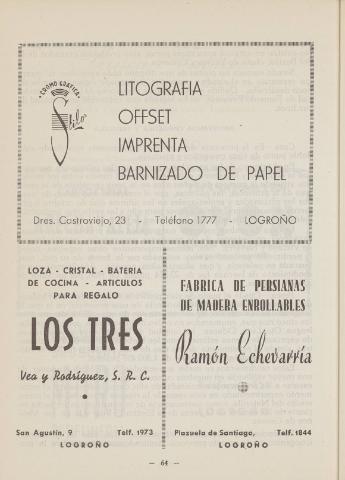 CROMO GRAFICA
Stilo
LITOGRAFIA
OFFSET
IMPRENTA
BARNIZADO DE PAPEL
Dres. Castroviejo, 23 - Teléfono 1777 - LOGROÑO
LOZA - CRISTAL - BATERIA
DE COCINA - ARTICULOS
PARA REGALO
LOS TRES
Vea y Rodríguez, S. R. C.
San Agustín, 9 Telf. 1973
LOGROÑO
FABRICA DE PERSIANAS
DE MADERA ENROLLABLES
Ramón Echevarría
Plazuela de Santiago, Telf. 1844
LOGROÑO
— 64 —